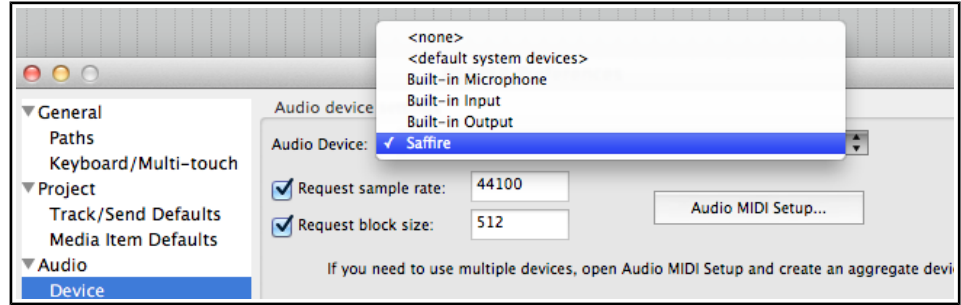 <none>
<default system devices>
Built-in Microphone
Built-in Input
Built-in Output
✓ Saffire
Audio device
Audio Device:
Request sample rate: 44100
Request block size: 512
Audio MIDI Setup...
If you need to use multiple devices, open Audio MIDI Setup and create an aggregate devi
General
Paths
Keyboard/Multi-touch
Project
Track/Send Defaults
Media Item Defaults
Audio
Device